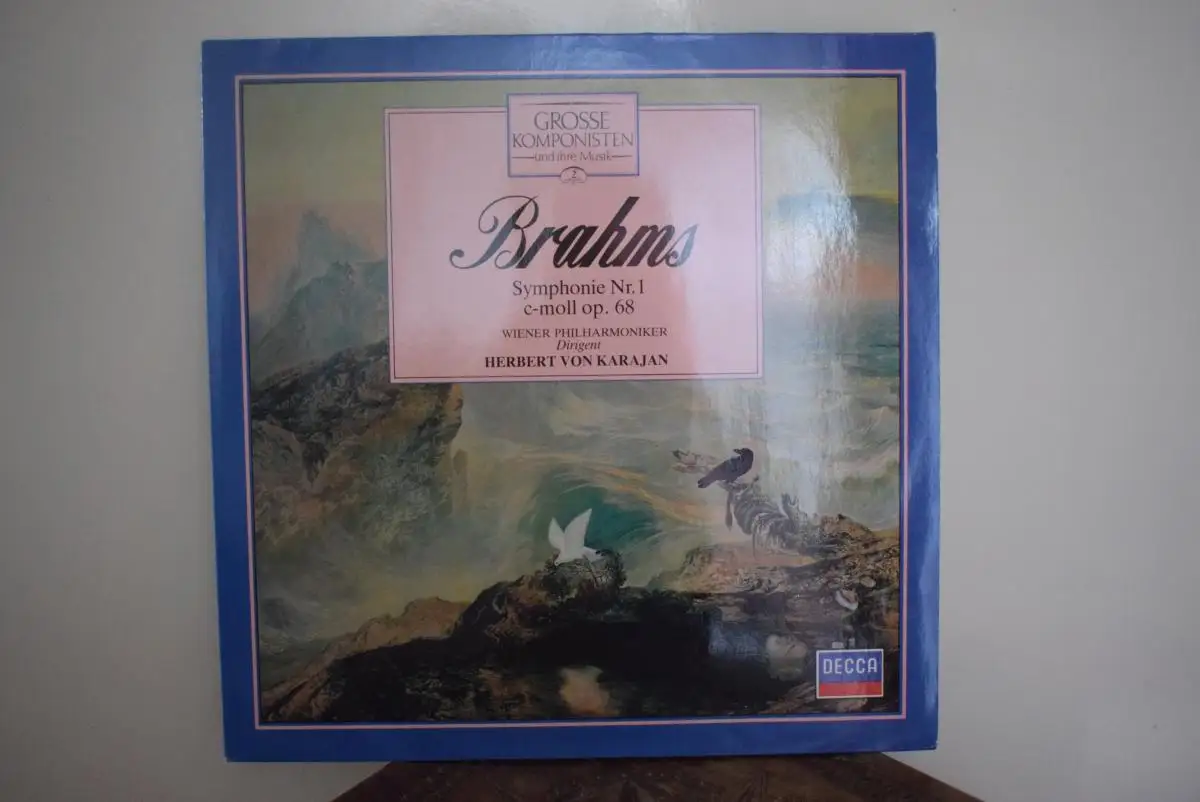 GROSSE
KOMPONISTEN
und ihre Musik
2
Brahms
Symphonie Nr. 1
c-moll op. 68
WIENER PHILHARMONIKER
Dirigent
HERBERT VON KARAJAN
DECCA